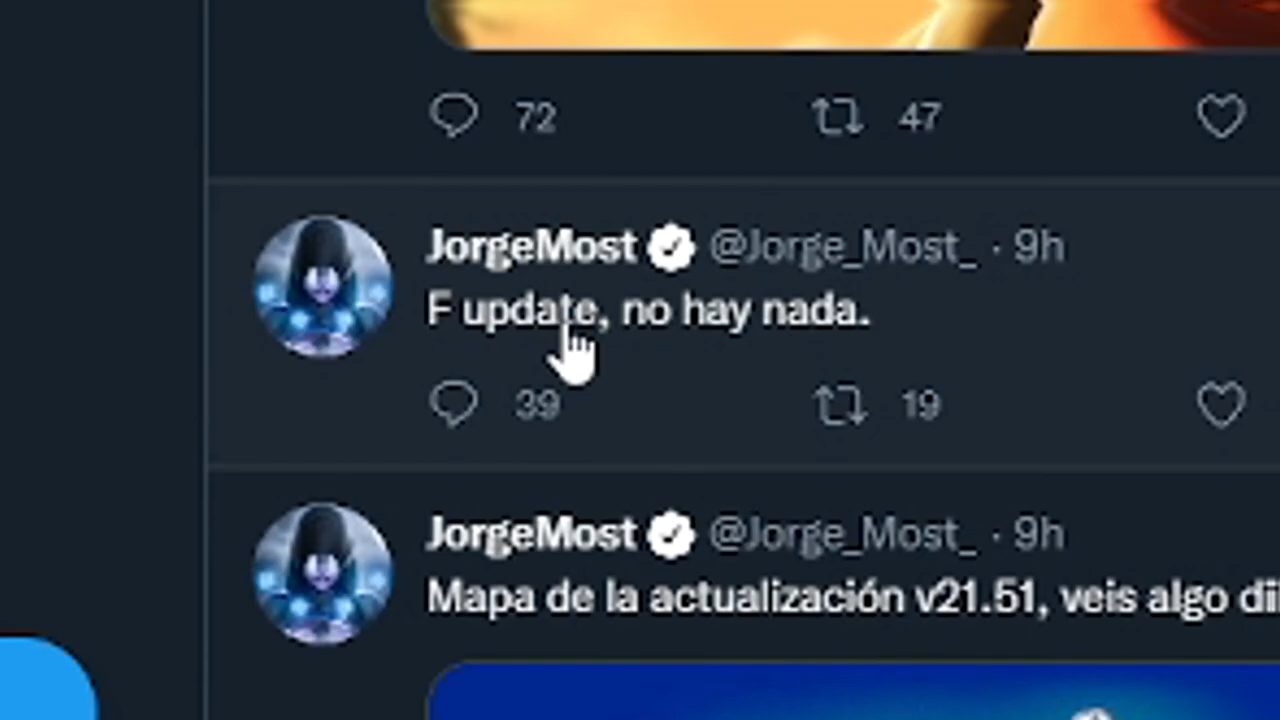 72 47
JorgeMost @Jorge_Most_ · 9h
F update, no hay nada.
39 19
JorgeMost @Jorge_Most_ · 9h
Mapa de la actualización v21.51, veis algo